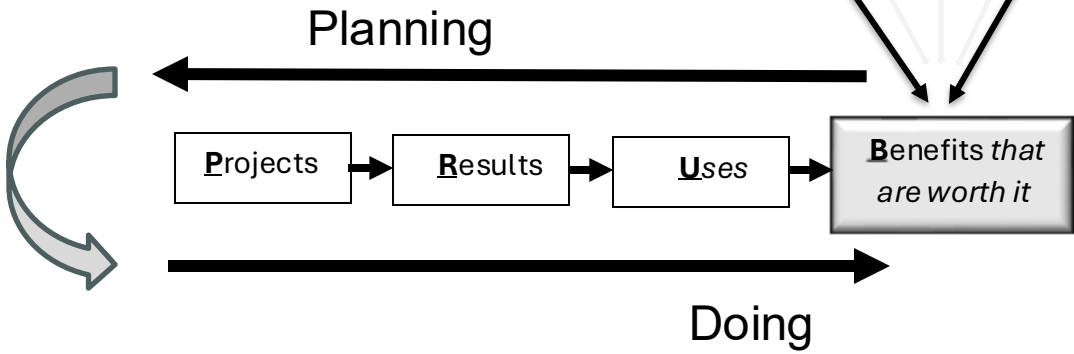 Planning
Projects
Results
Uses
Benefits that
are worth it
Doing